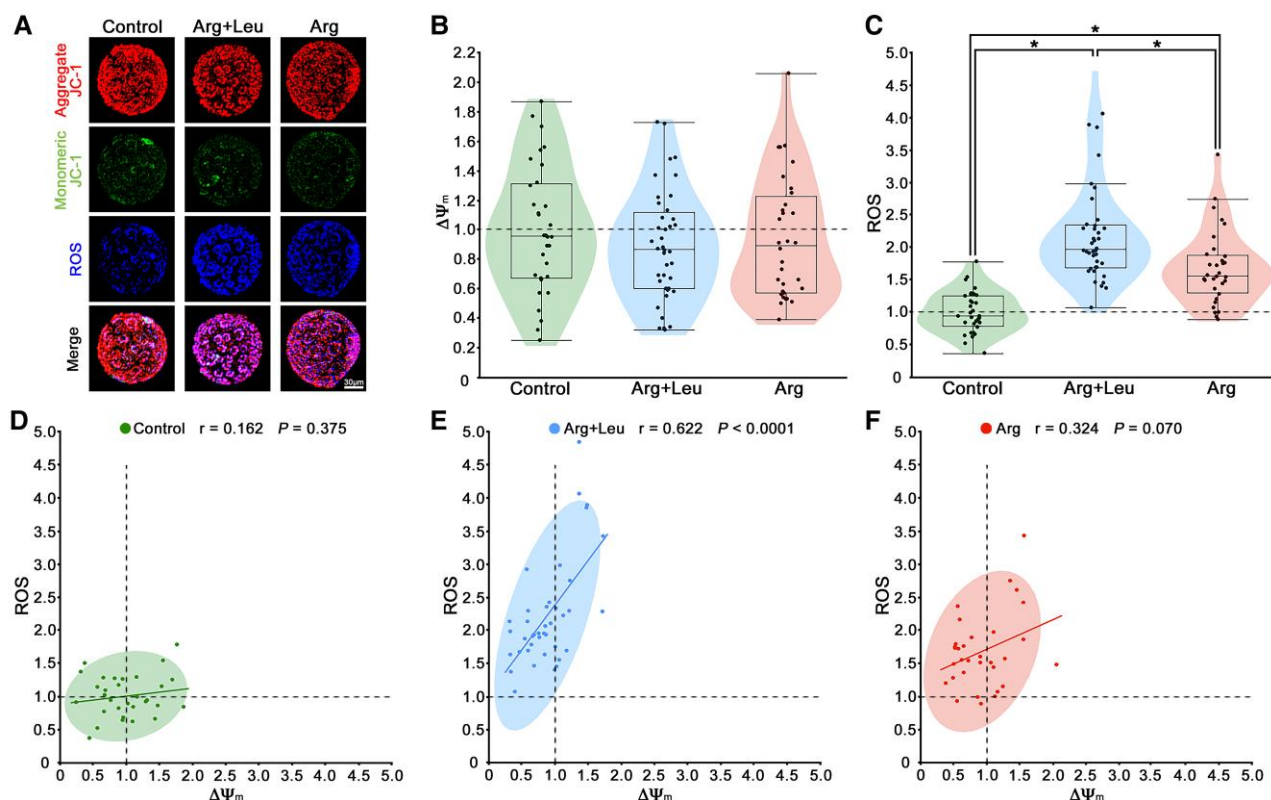 A
Control Arg+Leu Arg
Aggregate
JC-1
Monomeric
JC-1
ROS
Merge
30μm
B
2.2
2.0
1.8
1.6
1.4
1.2
1.0
0.8
0.6
0.4
0.2
0
ΔΨm
Control Arg+Leu Arg
C
* * *
5.0
4.5
4.0
3.5
3.0
2.5
2.0
1.5
1.0
0.5
0
ROS
Control Arg+Leu Arg
D
Control r = 0.162 P = 0.375
5.0
4.5
4.0
3.5
3.0
2.5
2.0
1.5
1.0
0.5
0
ROS
0 0.5 1.0 1.5 2.0 2.5 3.0 3.5 4.0 5.0
ΔΨm
E
Arg+Leu r = 0.622 P < 0.0001
5.0
4.5
4.0
3.5
3.0
2.5
2.0
1.5
1.0
0.5
0
ROS
0 0.5 1.0 1.5 2.0 2.5 3.0 3.5 4.0 5.0
ΔΨm
F
Arg r = 0.324 P = 0.070
5.0
4.5
4.0
3.5
3.0
2.5
2.0
1.5
1.0
0.5
0
ROS
0 0.5 1.0 1.5 2.0 2.5 3.0 3.5 4.0 5.0
ΔΨm